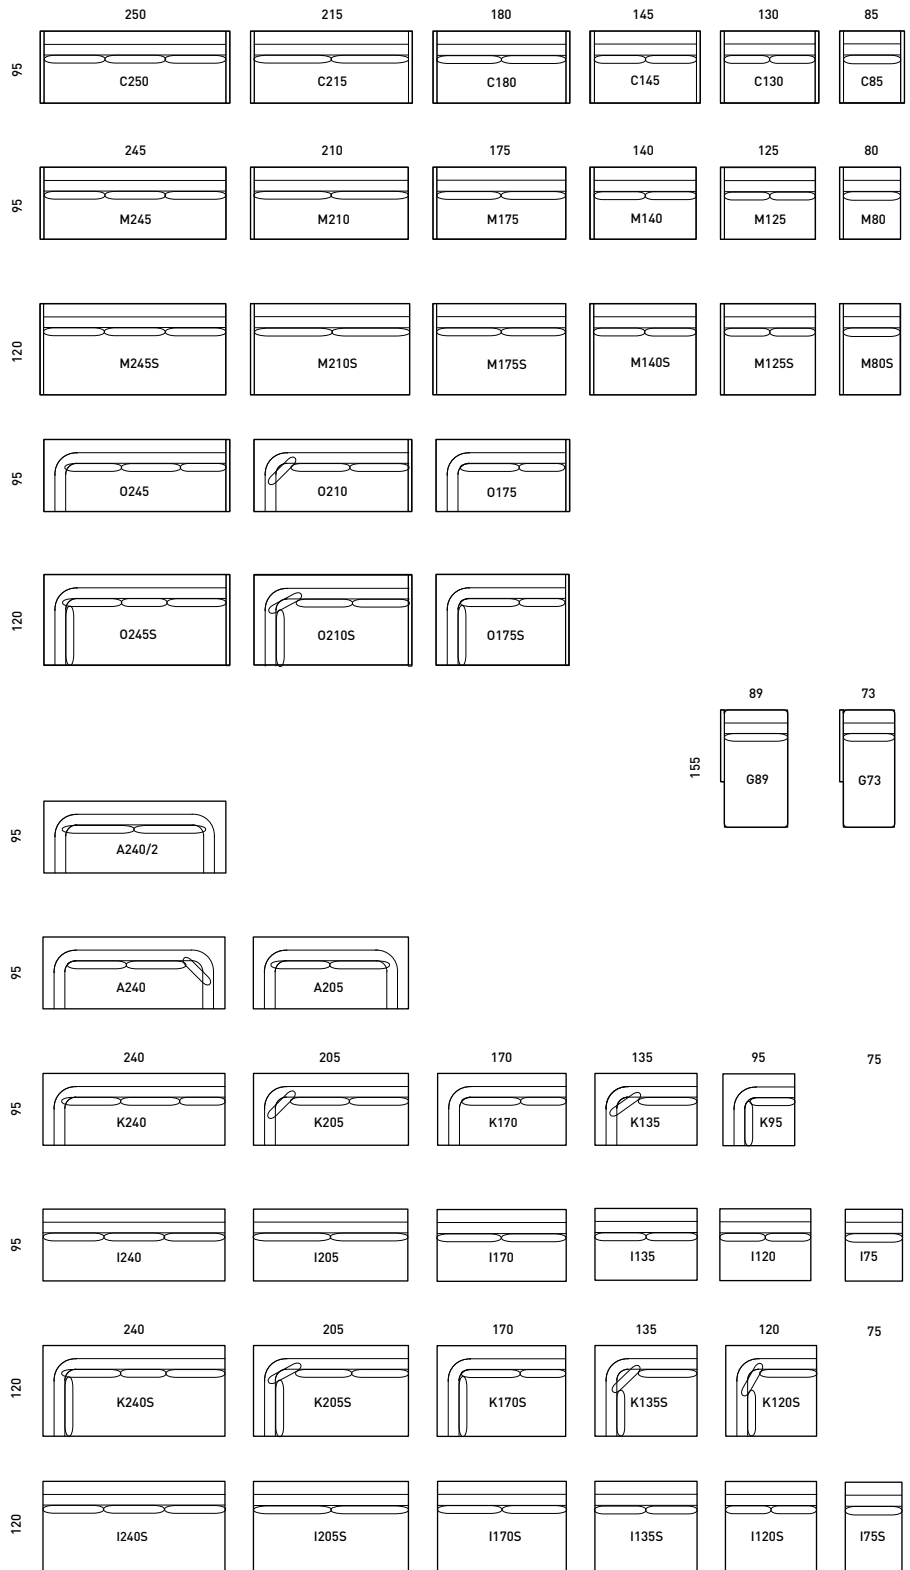 250 215 180 145 130 85
95
C250 C215 C180 C145 C130 C85
245 210 175 140 125 80
95
M245 M210 M175 M140 M125 M80
120
M245S M210S M175S M140S M125S M80S
95
O245 O210 O175
120
O245S O210S O175S
89 73
155
G89 G73
95
A240/2
95
A240 A205
240 205 170 135 95 75
95
K240 K205 K170 K135 K95
95
I240 I205 I170 I135 I120 I75
240 205 170 135 120 75
120
K240S K205S K170S K135S K120S
120
I240S I205S I170S I135S I120S I75S